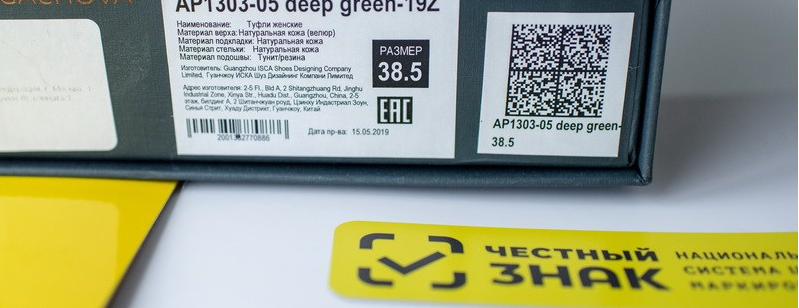 AP1303-05 deep green-19Z
Наименование: Туфли женские
Материал верха: Натуральная кожа (велюр)
Материал подкладки: Натуральная кожа
Материал стельки: Натуральная кожа
Материал подошвы: Тунит/резина
Изготовитель: Guangzhou ISCA Shoes Designing Company
Limited, Гуанчжоу ИСКА Шуз Дизайнинг Компани Лимитед
Адрес изготовителя: 2-5 Fl., Bld A, 2 Shitangzhuang Rd, Jinghu
Industrial Zone, Xinya Str., Huadu Dist., Guangzhou, China, 2-5
этаж, билдинг А, 2 Шитанчжуан роуд, Цзинху Индастриал Зоун,
Синья Стрит, Хуаду Дистрикт, Гуанчжоу, Китай
2001332770886
Дата пр-ва: 15.05.2019
РАЗМЕР
38.5
EAC
AP1303-05 deep green-
38.5
ЧЕСТНЫЙ
ЗНАК
НАЦИОНАЛЬ
СИСТЕМА Ц
МАРКИРО